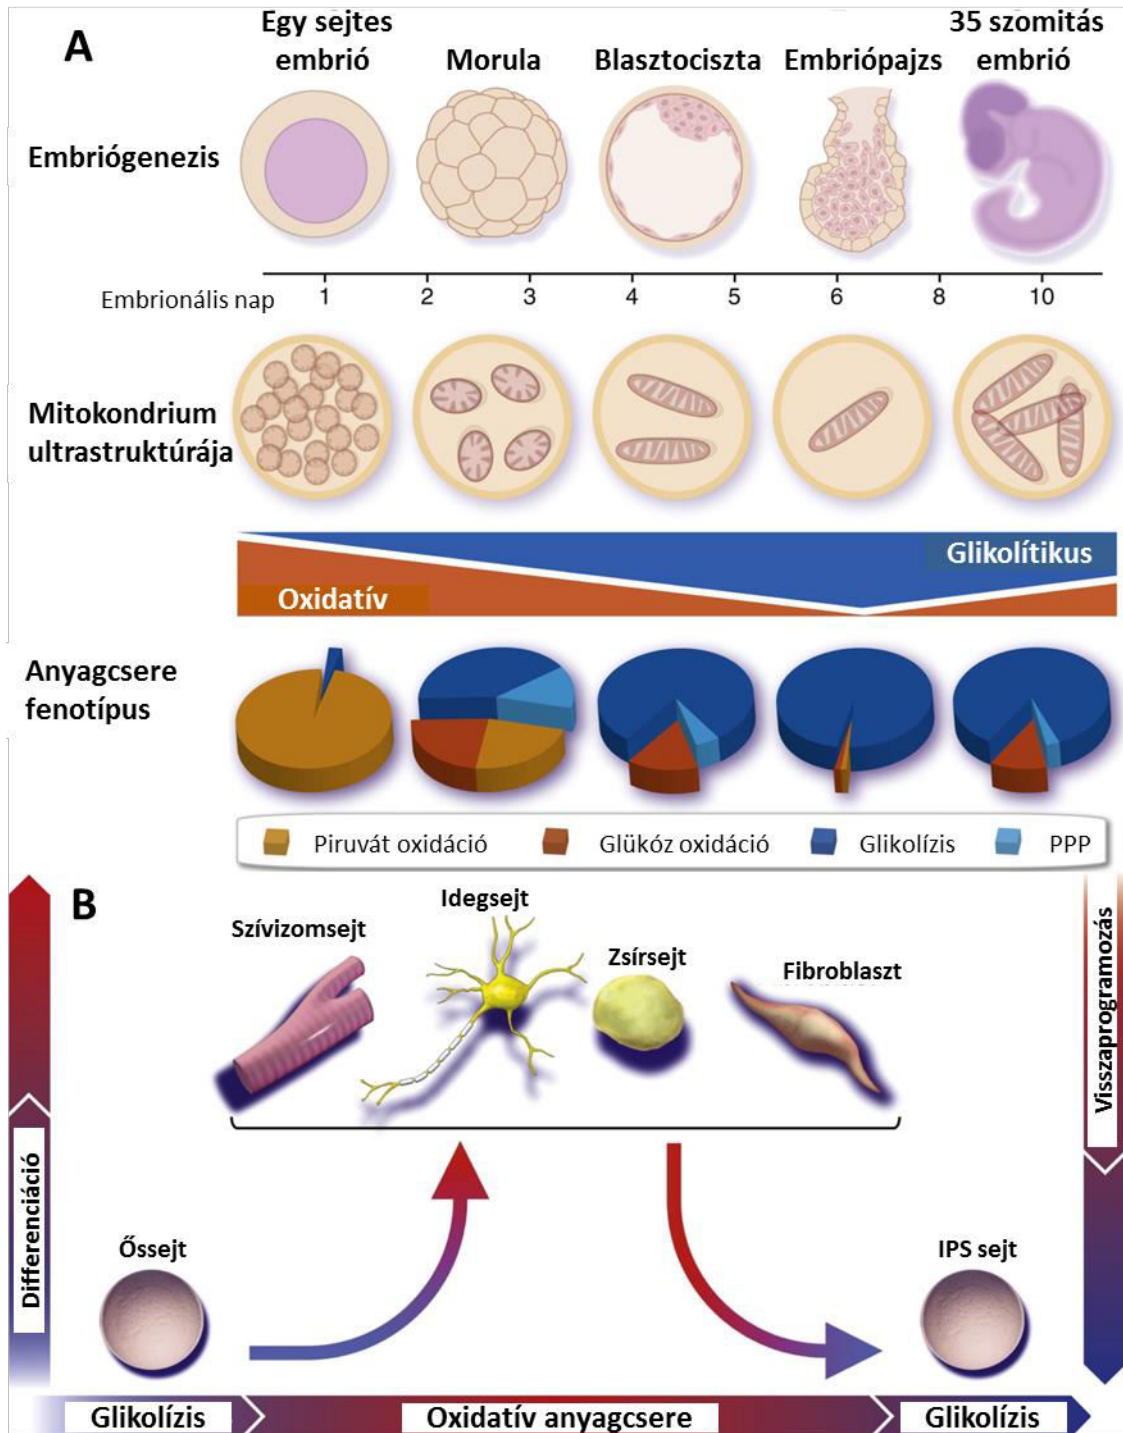 A
Egy sejtes
embrió
Morula
Blasztociszta
Embriópajzs
35 szomitás
embrió
Embriógenezis
Embrionális nap
1 2 3 4 5 6 8 10
Mitokondrium
ultrastruktúrája
Glikolítikus
Oxidatív
Anyagcsere
fenotípus
Piruvát oxidáció
Glükóz oxidáció
Glikolízis
PPP
B
Szívizomsejt
Idegsejt
Zsírsejt
Fibroblaszt
Visszaprogramozás
Differenciáció
Őssejt
IPS sejt
Glikolízis
Oxidatív anyagcsere
Glikolízis